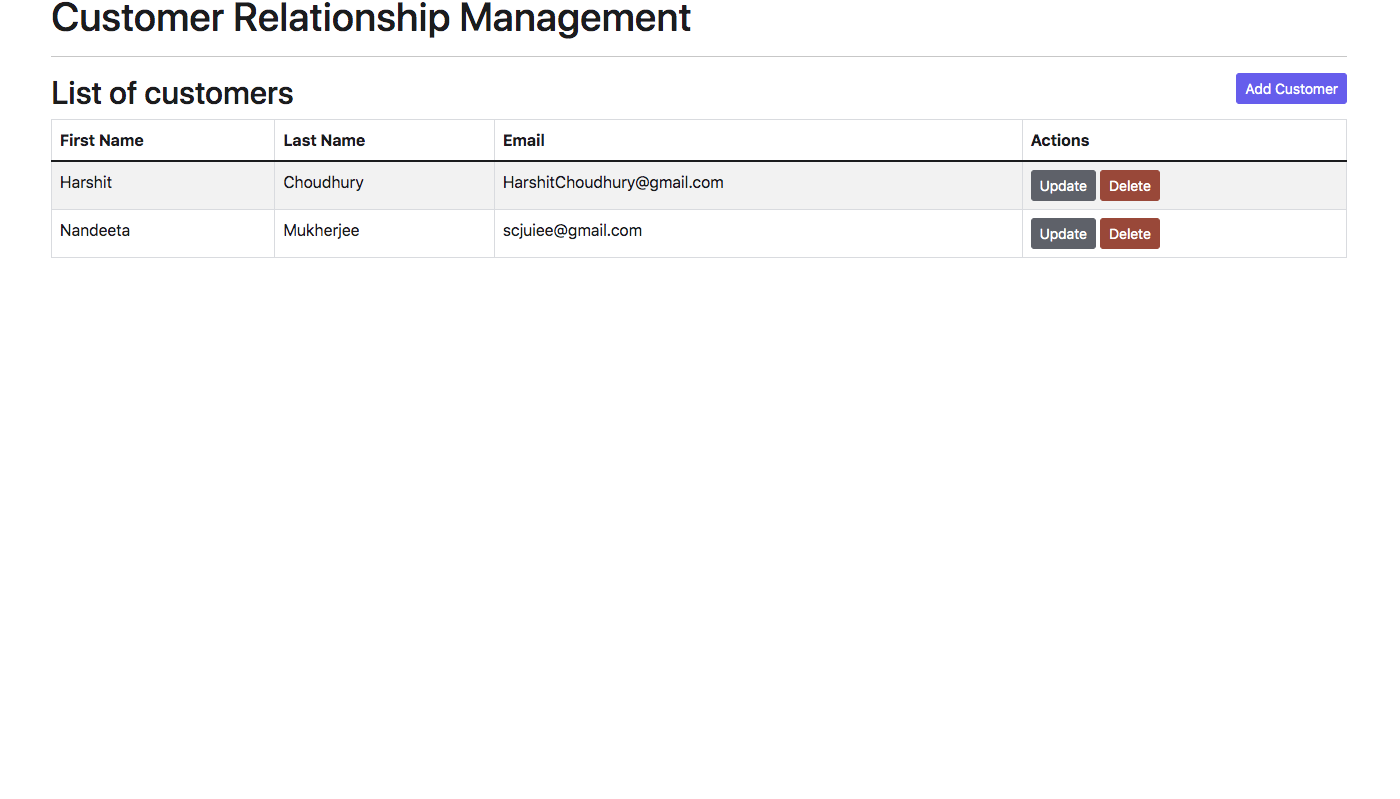 Customer Relationship Management
List of customers Add Customer
First Name Last Name Email Actions
Harshit Choudhury HarshitChoudhury@gmail.com Update Delete
Nandeeta Mukherjee scjuiee@gmail.com Update Delete